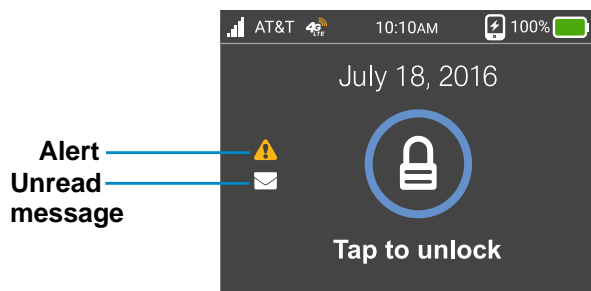 AT&T 4G LTE 10:10AM 100%
July 18, 2016
Alert
Unread
message
Tap to unlock